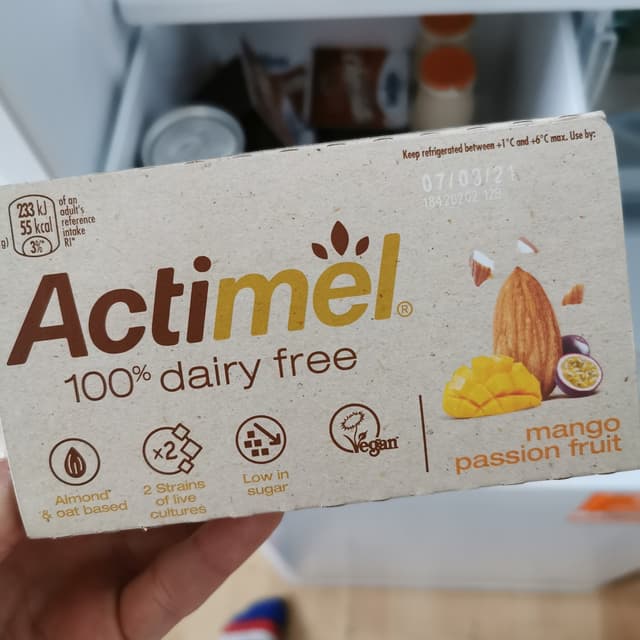 Keep refrigerated between +1°C and +6°C max. Use by:
07/03/21
233 kJ
55 kcal
3%*
of an
adult's
reference
intake
RI*
Actimel®
100% dairy free
×2
Vegan
Almond*
& oat based
2 Strains
of live
cultures
Low in
sugar
mango
passion fruit